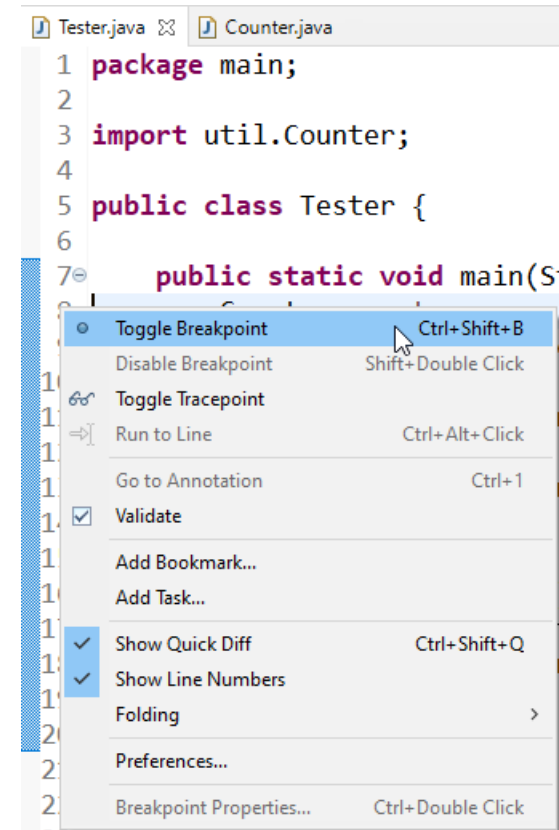 Tester.java Counter.java
1 package main;
2
3 import util.Counter;
4
5 public class Tester {
6
7 public static void main(S
Toggle Breakpoint Ctrl+Shift+B
Disable Breakpoint Shift+Double Click
10
Toggle Tracepoint
Run to Line Ctrl+Alt+Click
Go to Annotation Ctrl+1
Validate
Add Bookmark...
Add Task...
Show Quick Diff Ctrl+Shift+Q
Show Line Numbers
Folding
20
Preferences...
Breakpoint Properties... Ctrl+Double Click